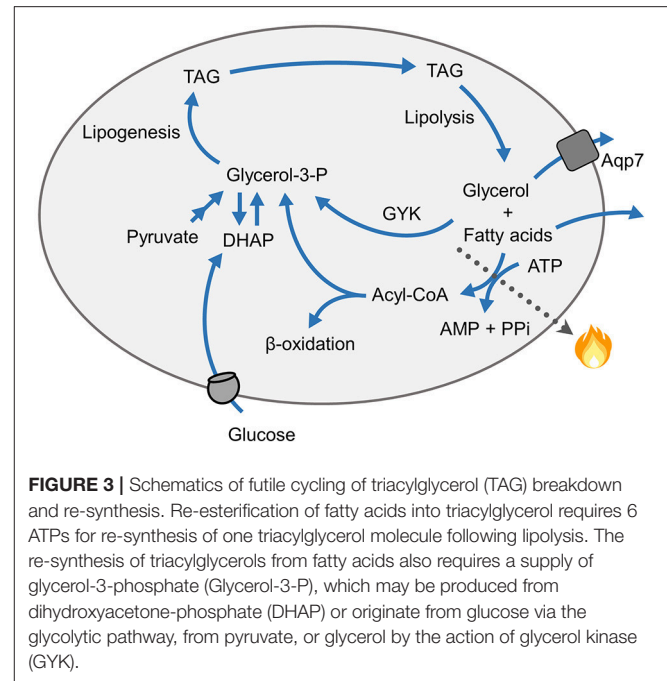 TAG
TAG
Lipogenesis
Lipolysis
Aqp7
Glycerol-3-P
Glycerol
+
Fatty acids
GYK
Pyruvate
DHAP
ATP
Acyl-CoA
AMP + PPi
β-oxidation
Glucose
FIGURE 3 | Schematics of futile cycling of triacylglycerol (TAG) breakdown
and re-synthesis. Re-esterification of fatty acids into triacylglycerol requires 6
ATPs for re-synthesis of one triacylglycerol molecule following lipolysis. The
re-synthesis of triacylglycerols from fatty acids also requires a supply of
glycerol-3-phosphate (Glycerol-3-P), which may be produced from
dihydroxyacetone-phosphate (DHAP) or originate from glucose via the
glycolytic pathway, from pyruvate, or glycerol by the action of glycerol kinase
(GYK).